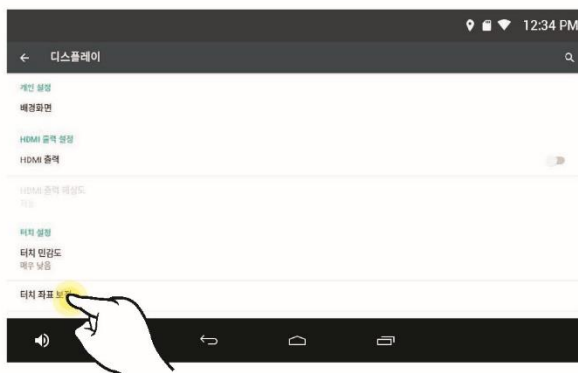 12:34 PM
디스플레이
개인 설정
배경화면
HDMI 출력 설정
HDMI 출력
HDMI 출력 해상도
터치 설정
터치 민감도
매우 낮음
터치 좌표